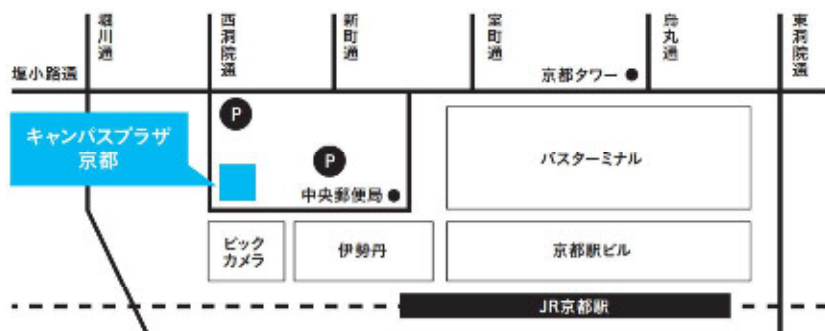 堀川通
西洞院通
新町通
室町通
烏丸通
東洞院通
塩小路通
京都タワー
P
キャンパスプラザ
京都
P
バスターミナル
中央郵便局
ビック
カメラ
伊勢丹
京都駅ビル
JR京都駅